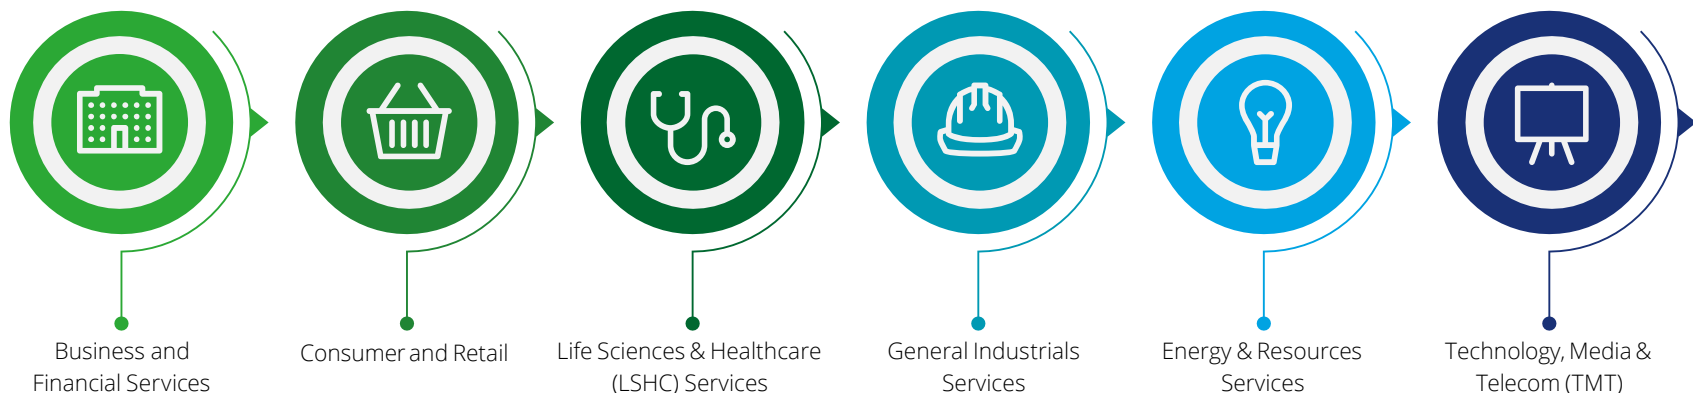 Business and
Financial Services
Consumer and Retail
Life Sciences & Healthcare
(LSHC) Services
General Industrials
Services
Energy & Resources
Services
Technology, Media &
Telecom (TMT)